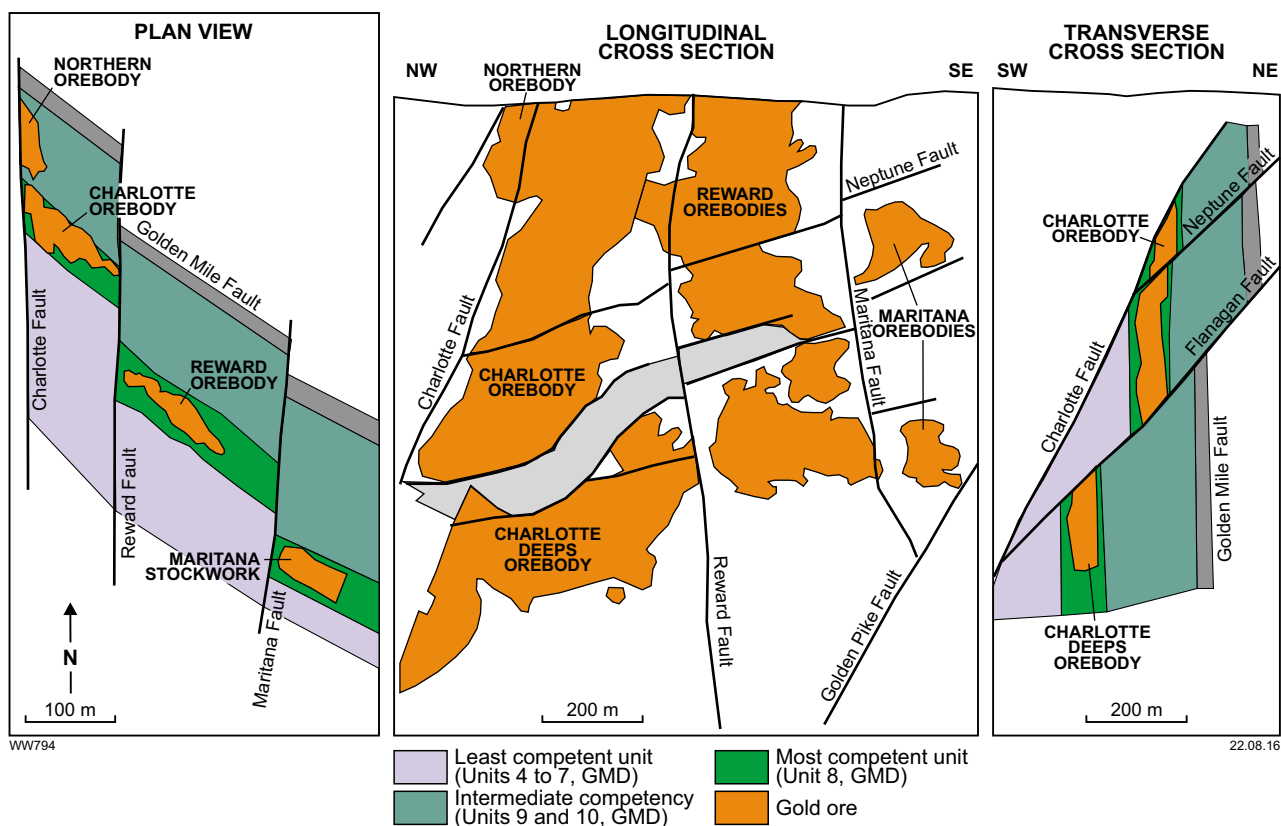 PLAN VIEW
NORTHERN
OREBODY
CHARLOTTE
OREBODY
Golden Mile Fault
Charlotte Fault
REWARD
OREBODY
Reward Fault
MARITANA
STOCKWORK
Maritana Fault
N
100 m
WW794
LONGITUDINAL
CROSS SECTION
NW
NORTHERN
OREBODY
SE
Neptune Fault
REWARD
OREBODIES
Charlotte Fault
Maritana Fault
MARITANA
OREBODIES
CHARLOTTE
OREBODY
CHARLOTTE
DEEPS
OREBODY
Reward Fault
Golden Pike Fault
200 m
TRANSVERSE
CROSS SECTION
SW
NE
CHARLOTTE
OREBODY
Neptune Fault
Flanagan Fault
Charlotte Fault
Golden Mile Fault
CHARLOTTE
DEEPS
OREBODY
200 m
22.08.16
Least competent unit
(Units 4 to 7, GMD)
Intermediate competency
(Units 9 and 10, GMD)
Most competent unit
(Unit 8, GMD)
Gold ore